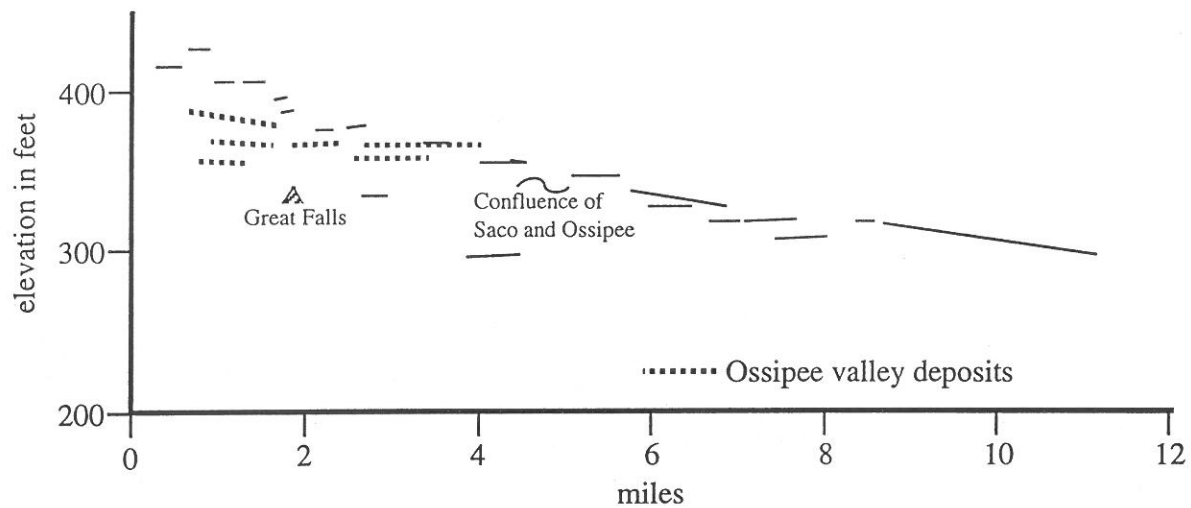 elevation in feet
400
300
200
Great Falls
Confluence of
Saco and Ossipee
Ossipee valley deposits
0
2
4
6
8
10
12
miles